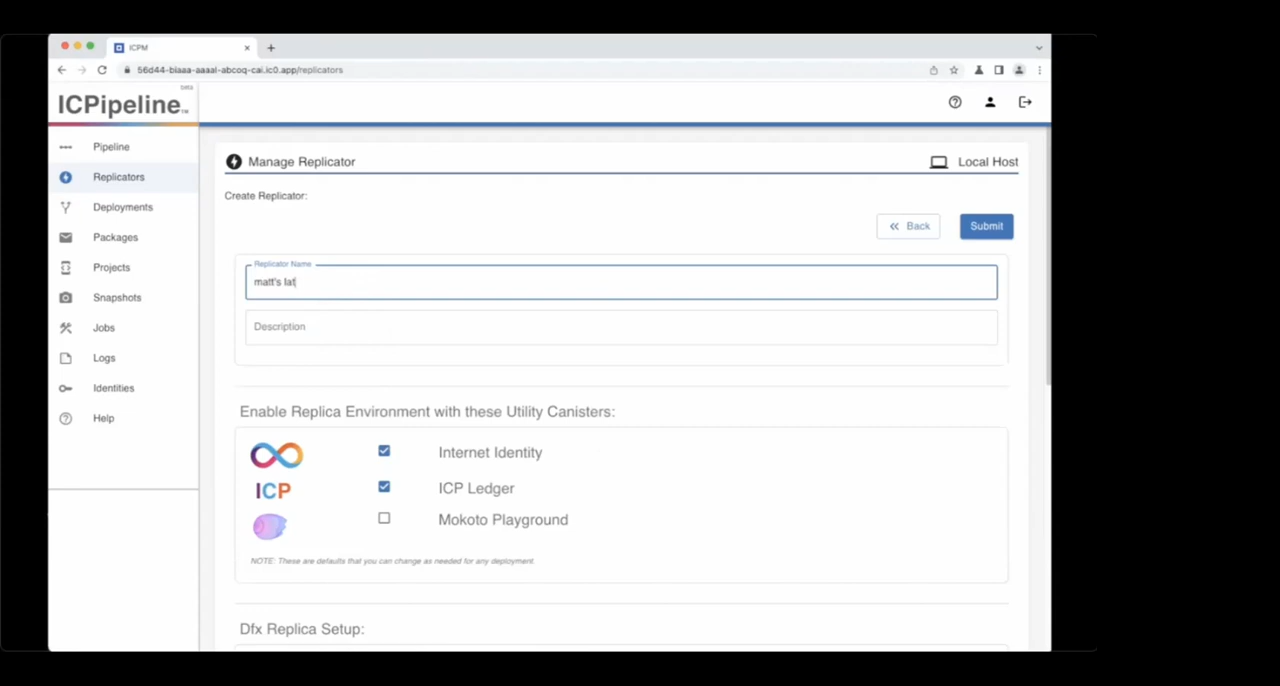 ICPM
56d44-biaaa-aaaal-abcoq-cai.ic0.app/replicators
beta
ICPipeline™
Pipeline
Replicators
Deployments
Packages
Projects
Snapshots
Jobs
Logs
Identities
Help
Manage Replicator
Local Host
Create Replicator:
Back
Submit
Replicator Name
matt's lat
Description
Enable Replica Environment with these Utility Canisters:
Internet Identity
ICP
ICP Ledger
Mokoto Playground
NOTE: These are defaults that you can change as needed for any deployment.
Dfx Replica Setup: